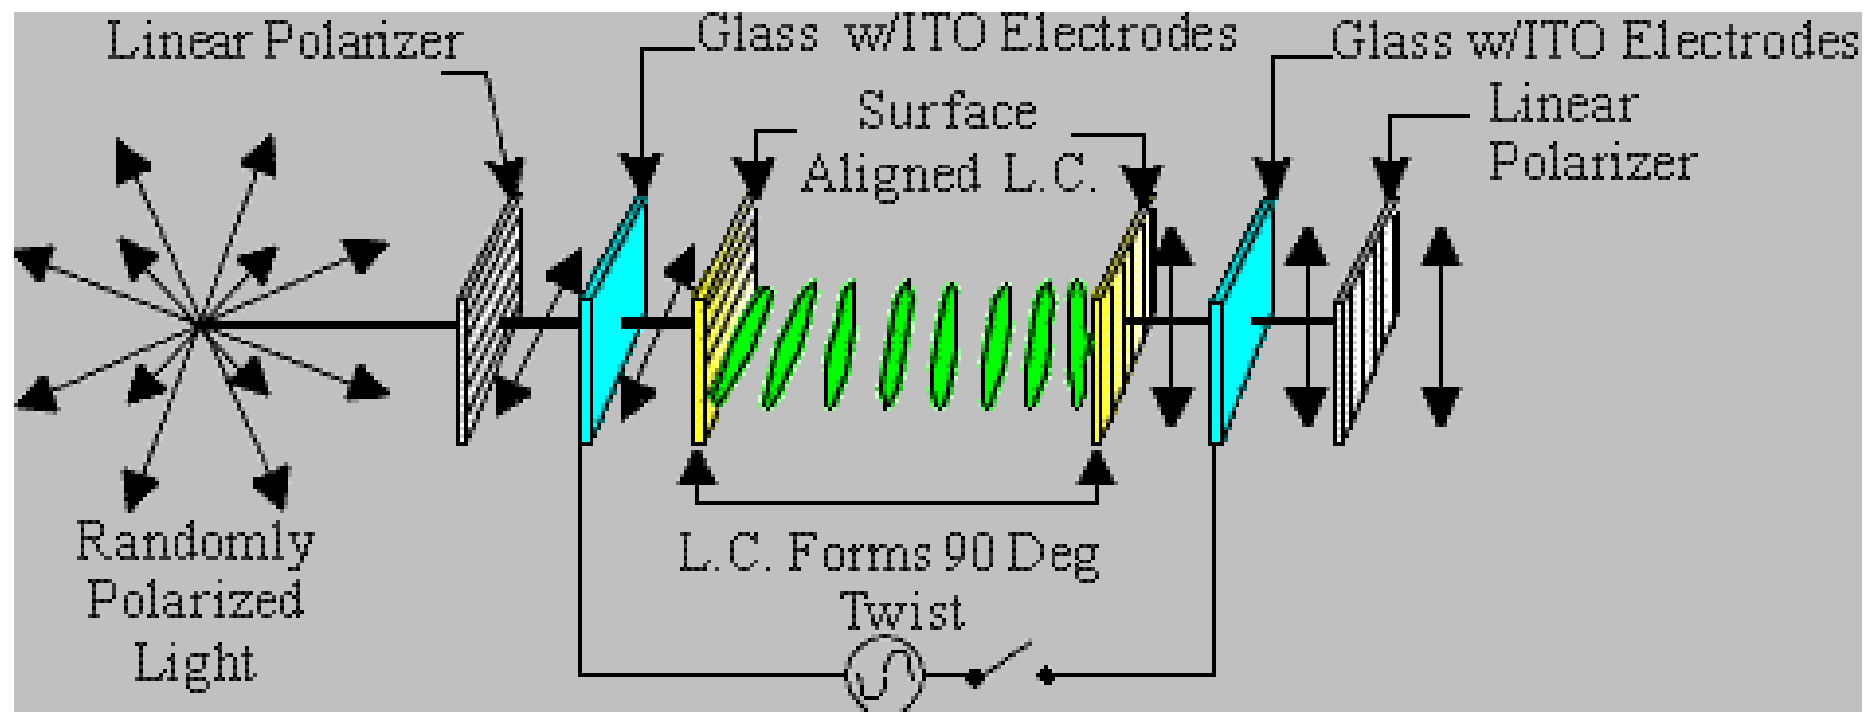 Linear Polarizer
Glass w/ITO Electrodes
Glass w/ITO Electrodes
Surface
Aligned L.C.
Linear
Polarizer
Randomly
Polarized
Light
L.C. Forms 90 Deg
Twist